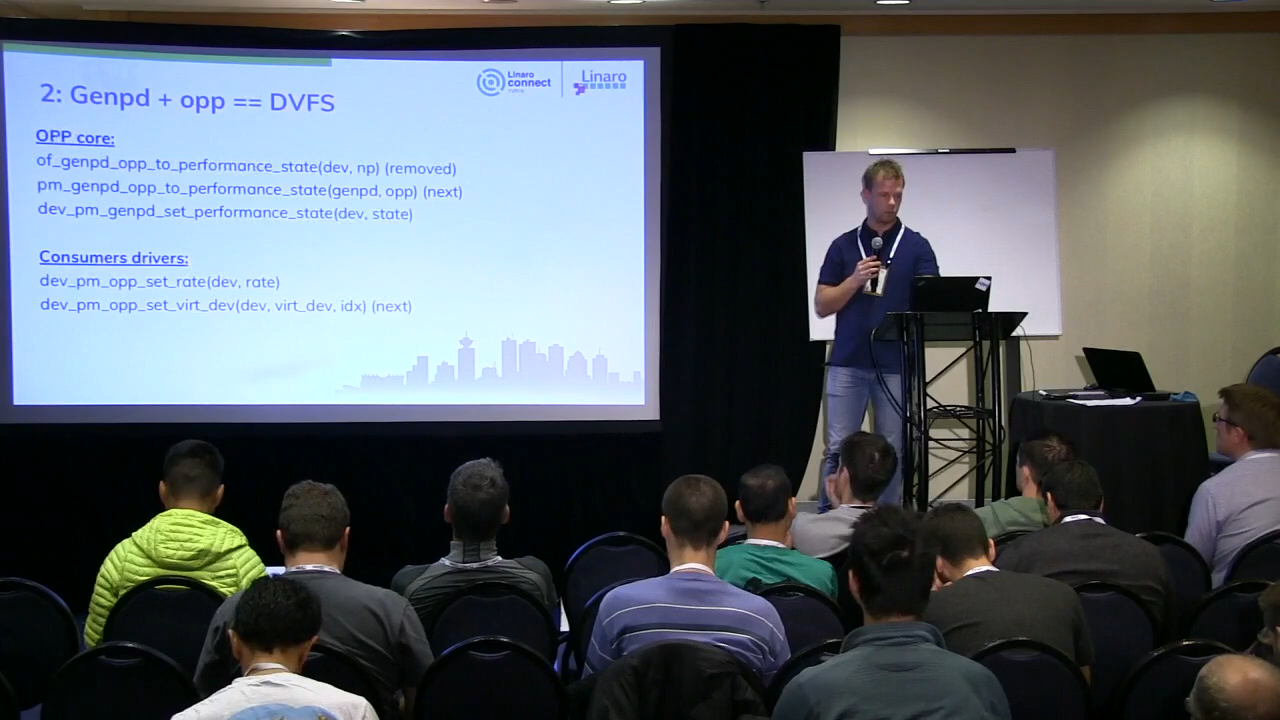 2: Genpd + opp == DVFS
Linaro
connect
Linaro
OPP core:
of_genpd_opp_to_performance_state(dev, np) (removed)
pm_genpd_opp_to_performance_state(genpd, opp) (next)
dev_pm_genpd_set_performance_state(dev, state)
Consumers drivers:
dev_pm_opp_set_rate(dev, rate)
dev_pm_opp_set_virt_dev(dev, virt_dev, idx) (next)